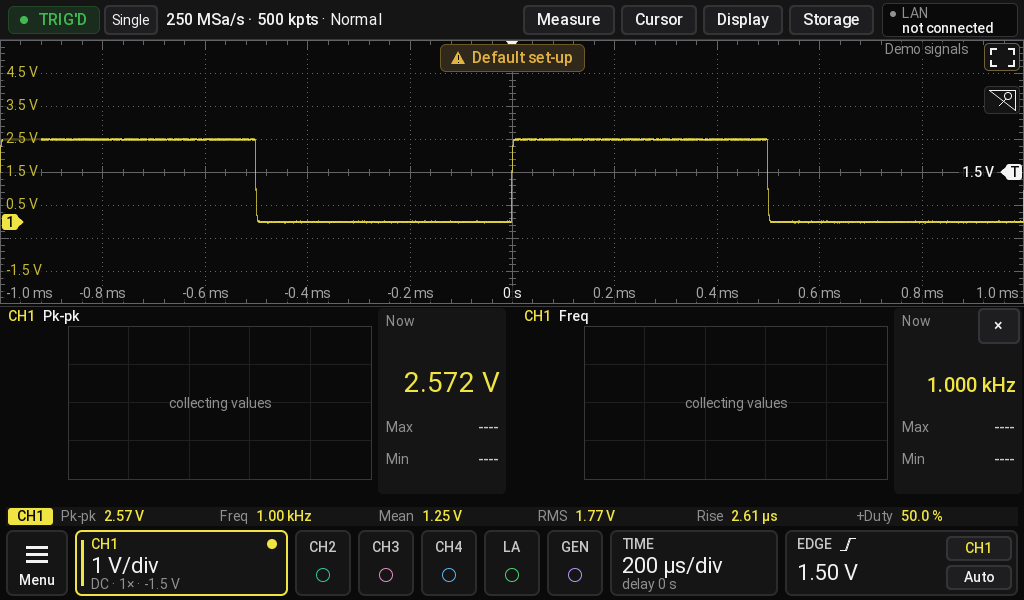 TRIG'D
Single
250 MSa/s · 500 kpts · Normal
Measure
Cursor
Display
Storage
LAN
not connected
Default set-up
Demo signals
4.5 V
3.5 V
2.5 V
1.5 V
0.5 V
-1.5 V
1
1.5 V
T
-1.0 ms
-0.8 ms
-0.6 ms
-0.4 ms
-0.2 ms
0 s
0.2 ms
0.4 ms
0.6 ms
0.8 ms
1.0 ms
CH1 Pk-pk
collecting values
Now
2.572 V
Max ----
Min ----
CH1 Freq
collecting values
Now
×
1.000 kHz
Max ----
Min ----
CH1 Pk-pk 2.57 V Freq 1.00 kHz Mean 1.25 V RMS 1.77 V Rise 2.61 µs +Duty 50.0 %
Menu
CH1
1 V/div
DC · 1× · -1.5 V
CH2
CH3
CH4
LA
GEN
TIME
200 µs/div
delay 0 s
EDGE
1.50 V
CH1
Auto